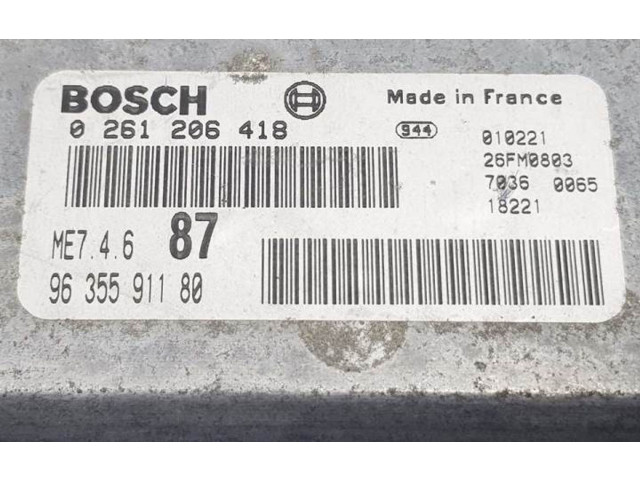 BOSCH
Made in France
0 261 206 418
944
010221
26FM0803
7036 0065
18221
ME7.4.6 87
96 355 911 80